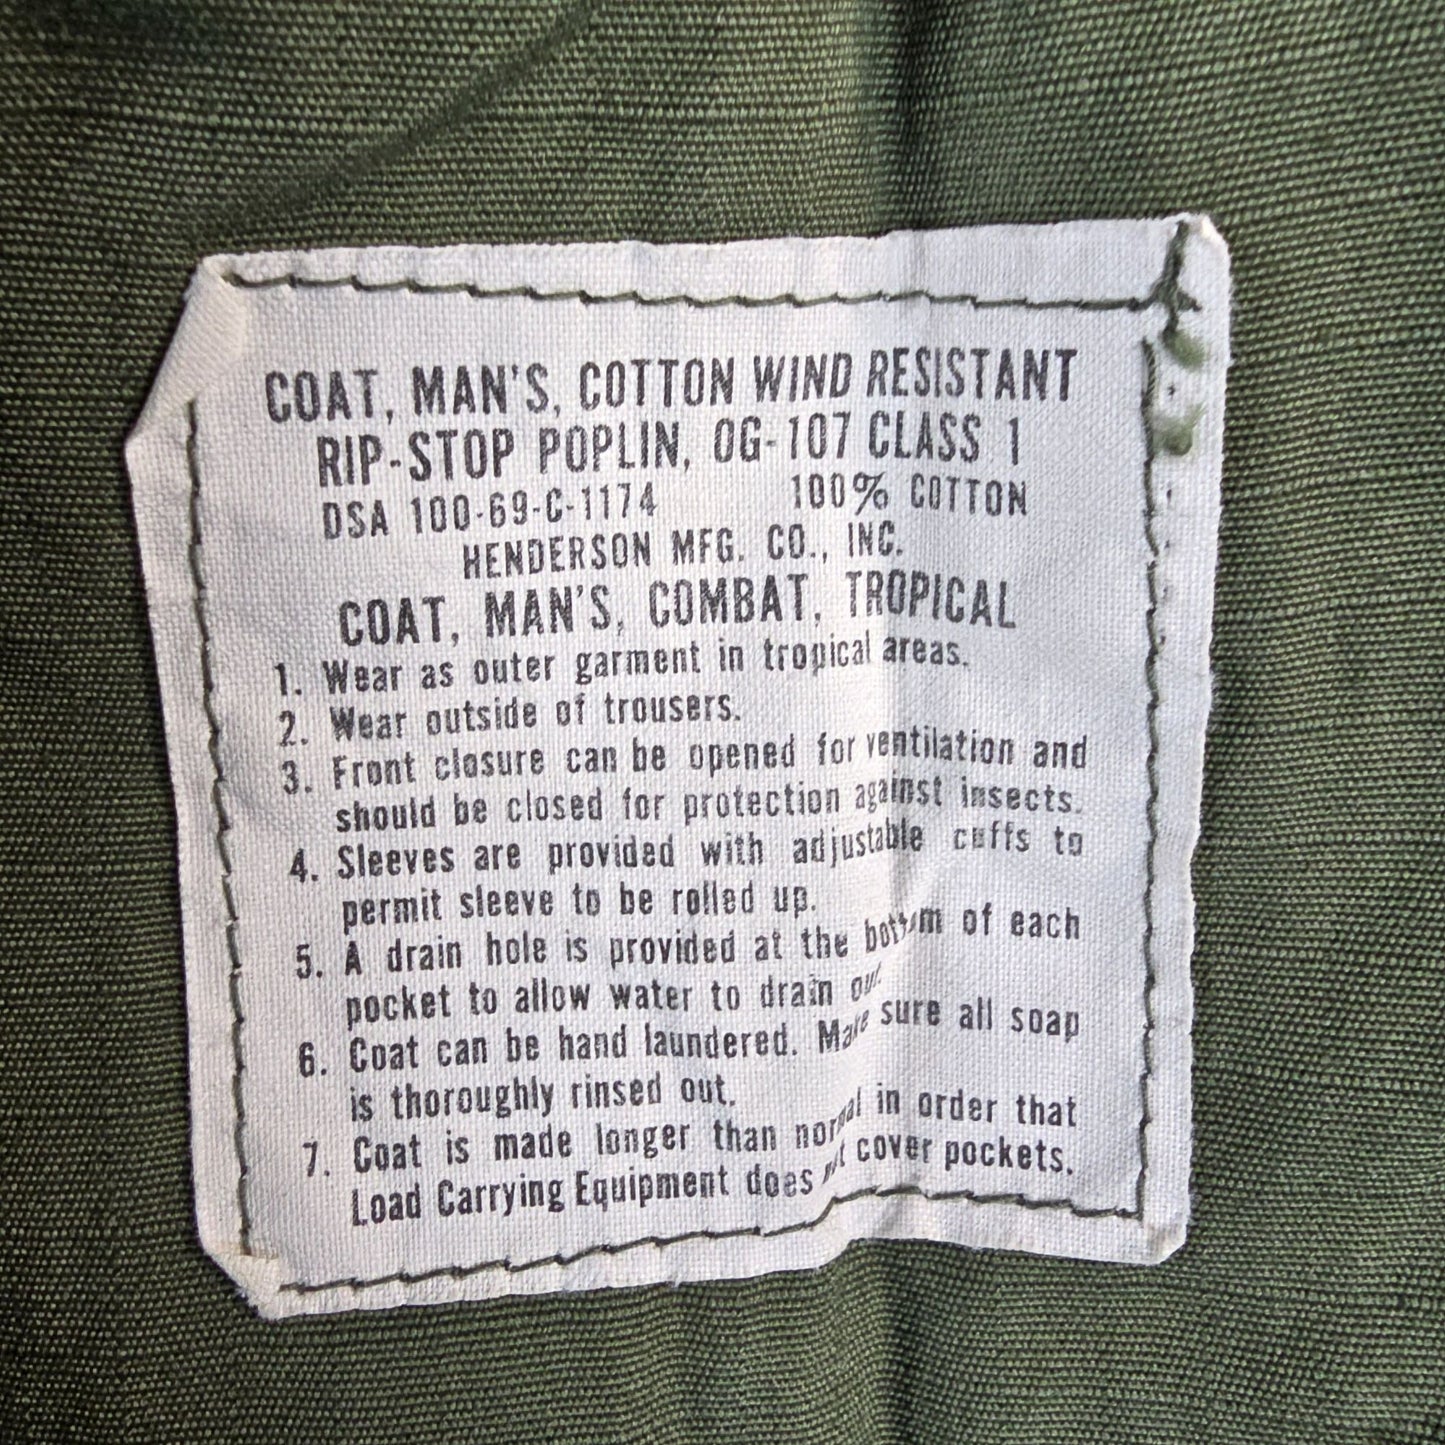 COAT, MAN'S, COTTON WIND RESISTANT
RIP-STOP POPLIN, OG-107 CLASS 1
DSA 100-69-C-1174 100% COTTON
HENDERSON MFG. CO., INC.
COAT, MAN'S, COMBAT, TROPICAL
1. Wear as outer garment in tropical areas.
2. Wear outside of trousers.
3. Front closure can be opened for ventilation and
should be closed for protection against insects.
4. Sleeves are provided with adjustable cuffs to
permit sleeve to be rolled up.
5. A drain hole is provided at the bottom of each
pocket to allow water to drain out.
6. Coat can be hand laundered. Make sure all soap
is thoroughly rinsed out.
7. Coat is made longer than normal in order that
Load Carrying Equipment does not cover pockets.